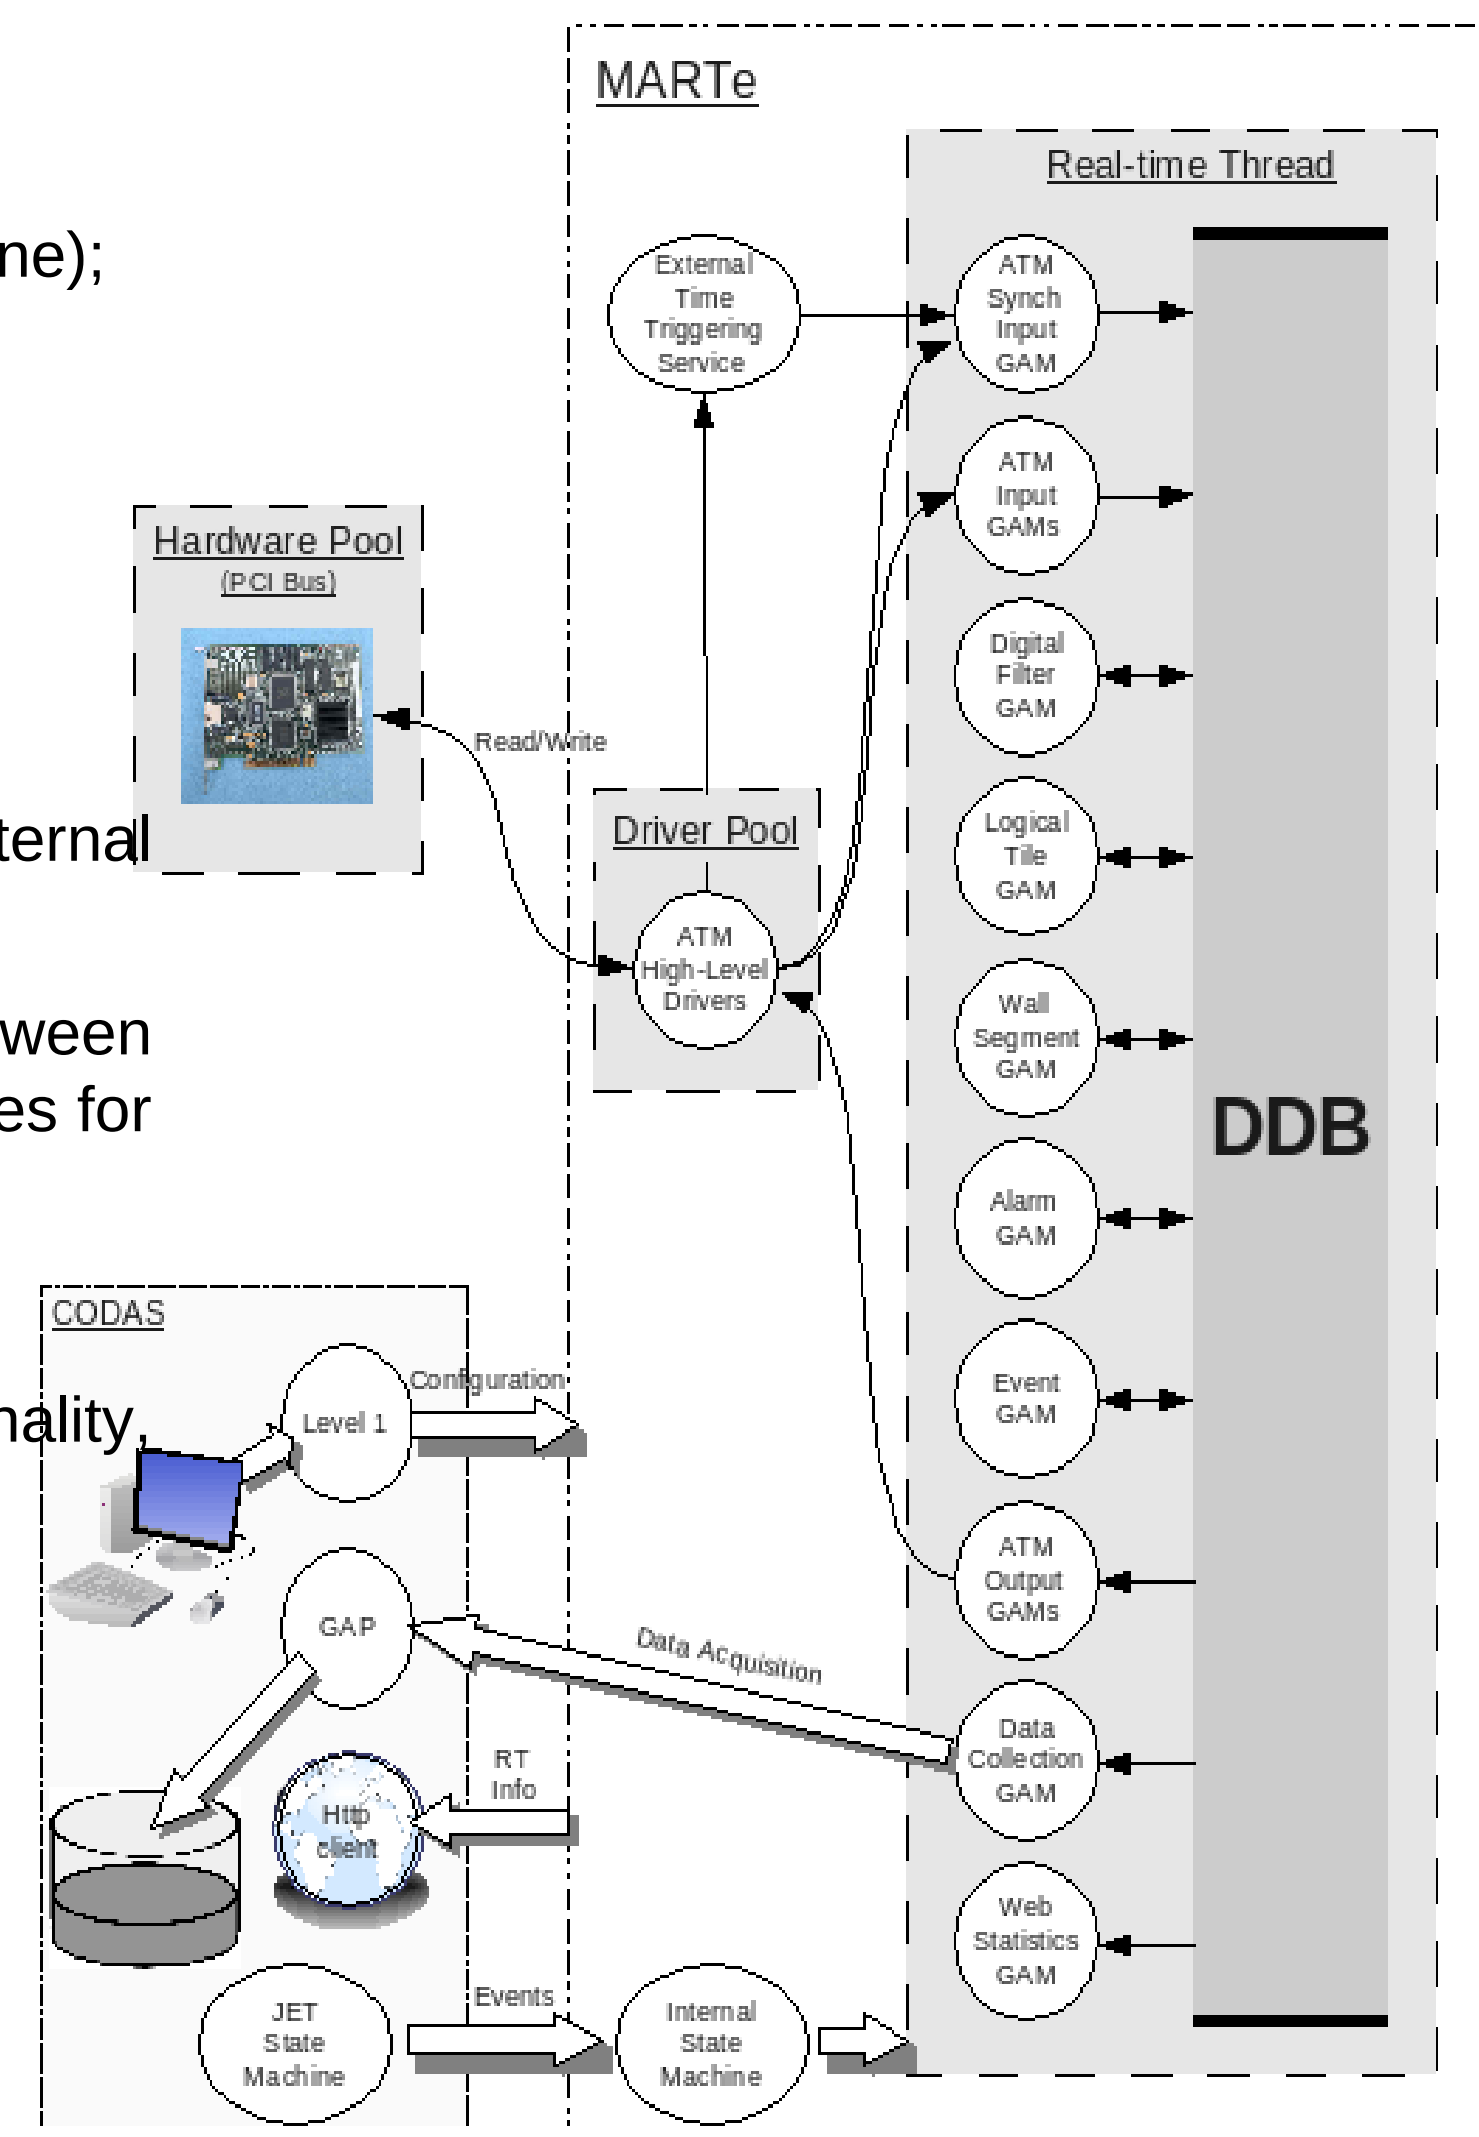 MARTe
Real-time Thread
ne);
External
Time
Triggering
Service
ATM
Synch
Input
GAM
ATM
Input
GAMs
Hardware Pool
(PCI Bus)
Digital
Filter
GAM
Read/Write
ternal
Driver Pool
Logical
Tile
GAM
ATM
High-Level
Drivers
ween
es for
Wall
Segment
GAM
DDB
Alarm
GAM
CODAS
Configuration
Level 1
nality,
Event
GAM
ATM
Output
GAMs
GAP
Data Acquisition
Data
Collection
GAM
RT
Info
Http
client
Web
Statistics
GAM
JET
State
Machine
Events
Internal
State
Machine